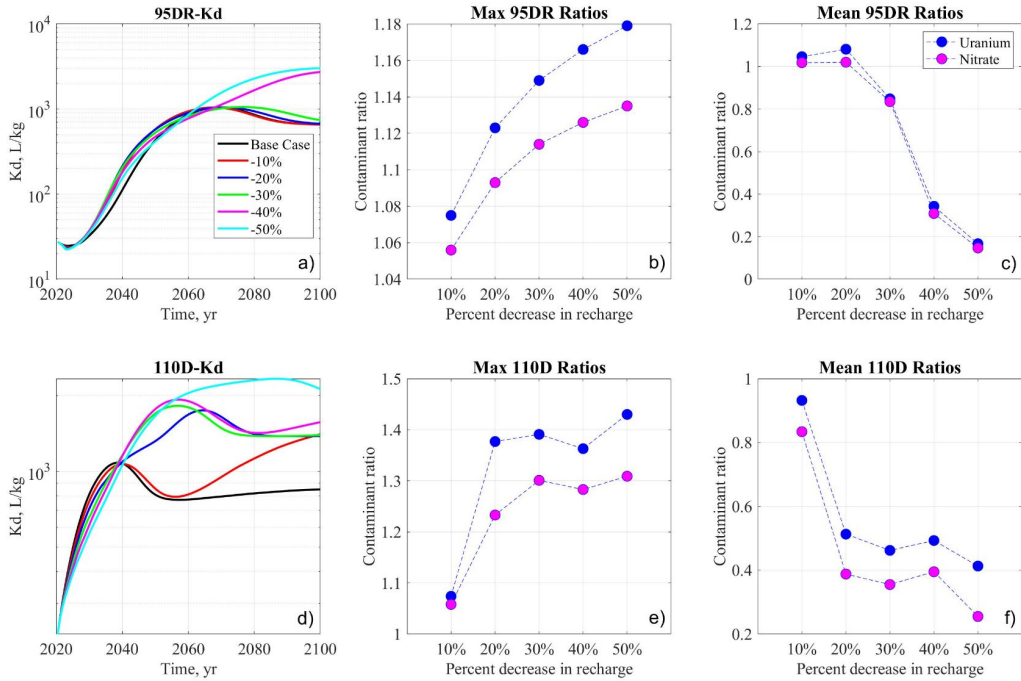 95DR-Kd
10^4
10^3
10^2
10^1
Kd, L/kg
Base Case
-10%
-20%
-30%
-40%
-50%
a)
2020 2040 2060 2080 2100
Time, yr
Max 95DR Ratios
1.18
1.16
1.14
1.12
1.1
1.08
1.06
1.04
Contaminant ratio
b)
10% 20% 30% 40% 50%
Percent decrease in recharge
Mean 95DR Ratios
1.2
1
0.8
0.6
0.4
0.2
0
Contaminant ratio
Uranium
Nitrate
c)
10% 20% 30% 40% 50%
Percent decrease in recharge
110D-Kd
10^3
Kd, L/kg
d)
2020 2040 2060 2080 2100
Time, yr
Max 110D Ratios
1.5
1.4
1.3
1.2
1.1
1
Contaminant ratio
e)
10% 20% 30% 40% 50%
Percent decrease in recharge
Mean 110D Ratios
1
0.8
0.6
0.4
0.2
Contaminant ratio
f)
10% 20% 30% 40% 50%
Percent decrease in recharge